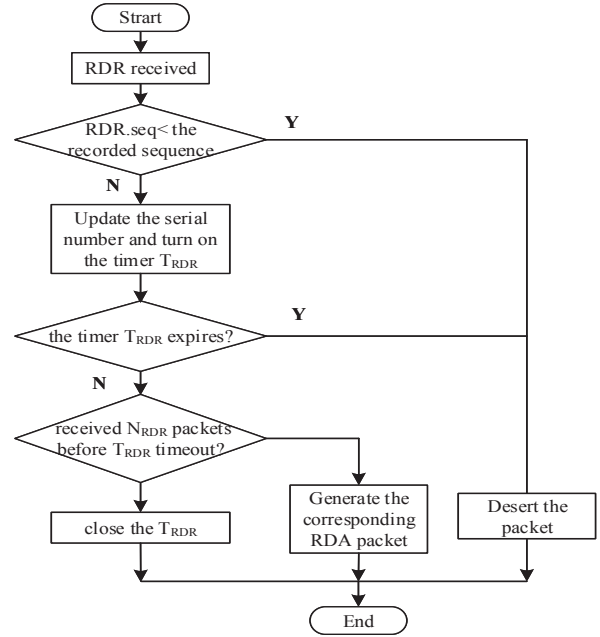 Strart
RDR received
RDR.seq< the
recorded sequence
Y
N
Update the serial
number and turn on
the timer TRDR
the timer TRDR expires?
Y
N
received NRDR packets
before TRDR timeout?
close the TRDR
Generate the
corresponding
RDA packet
Desert the
packet
End